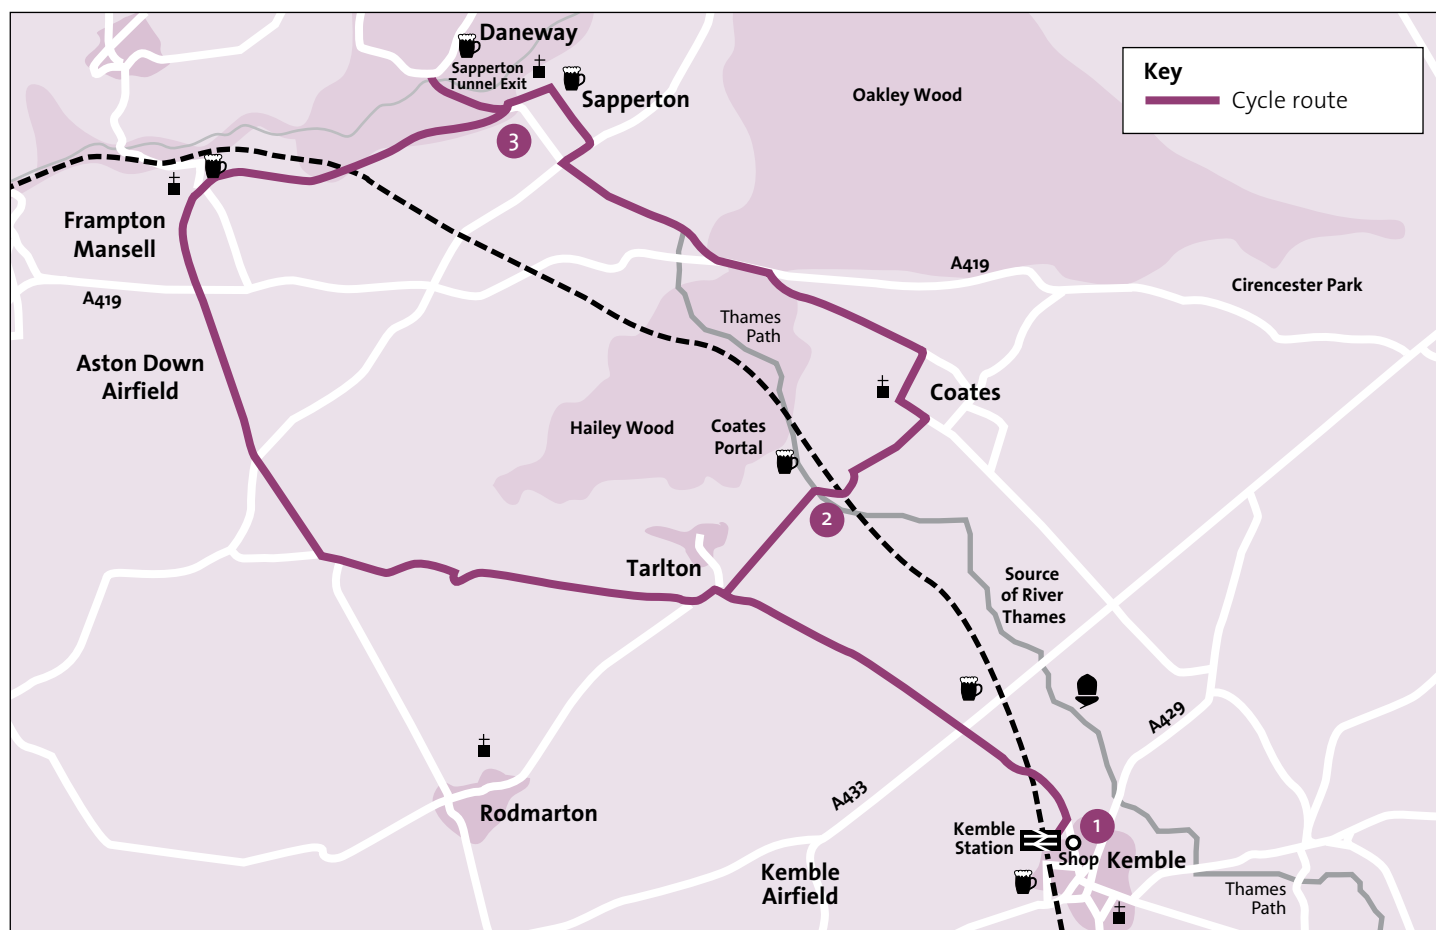 Daneway
Sapperton
Tunnel Exit
Sapperton
Oakley Wood
Key
Cycle route
3
Frampton
Mansell
A419
A419
Cirencester Park
Thames
Path
Aston Down
Airfield
Coates
Hailey Wood
Coates
Portal
2
Tarlton
Source
of River
Thames
A429
Rodmarton
A433
1
Kemble
Station
Shop
Kemble
Kemble
Airfield
Thames
Path